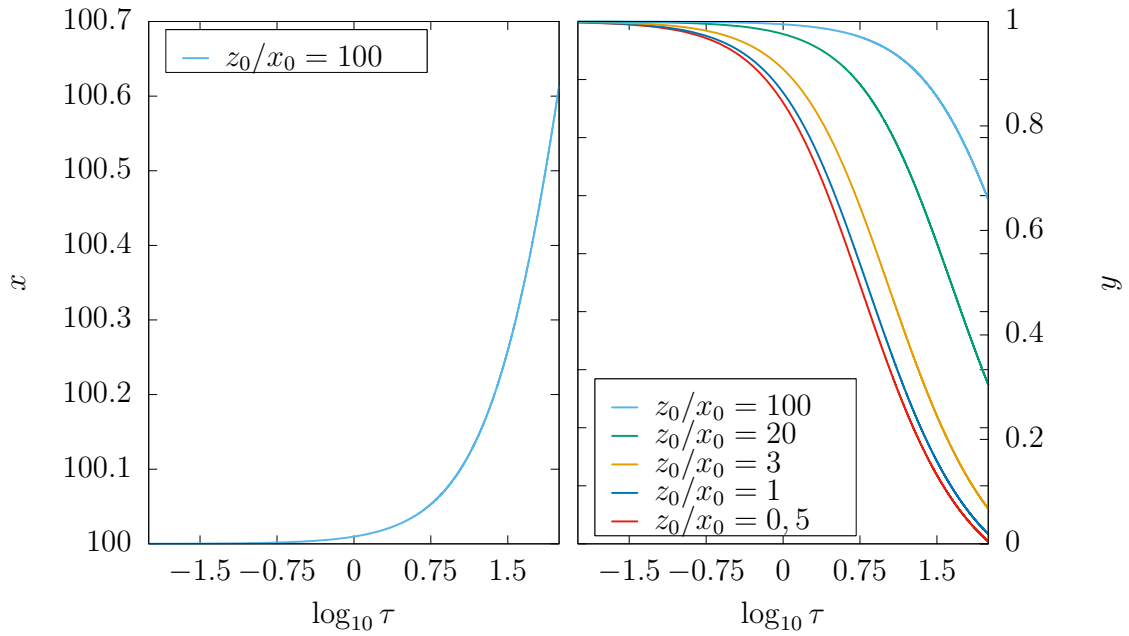 z₀/x₀ = 100
100.7
100.6
100.5
100.4
100.3
100.2
100.1
100
x
−1.5 −0.75 0 0.75 1.5
log₁₀ τ
z₀/x₀ = 100
z₀/x₀ = 20
z₀/x₀ = 3
z₀/x₀ = 1
z₀/x₀ = 0,5
1
0.8
0.6
0.4
0.2
0
y
−1.5 −0.75 0 0.75 1.5
log₁₀ τ